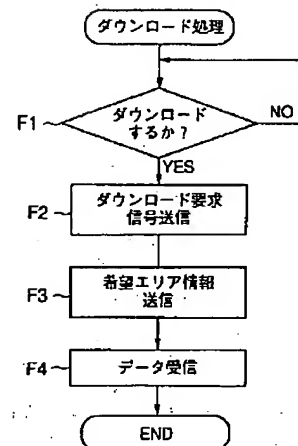 ダウンロード処理
F1
ダウンロード
するか?
NO
YES
F2
ダウンロード要求
信号送信
F3
希望エリア情報
送信
F4
データ受信
END